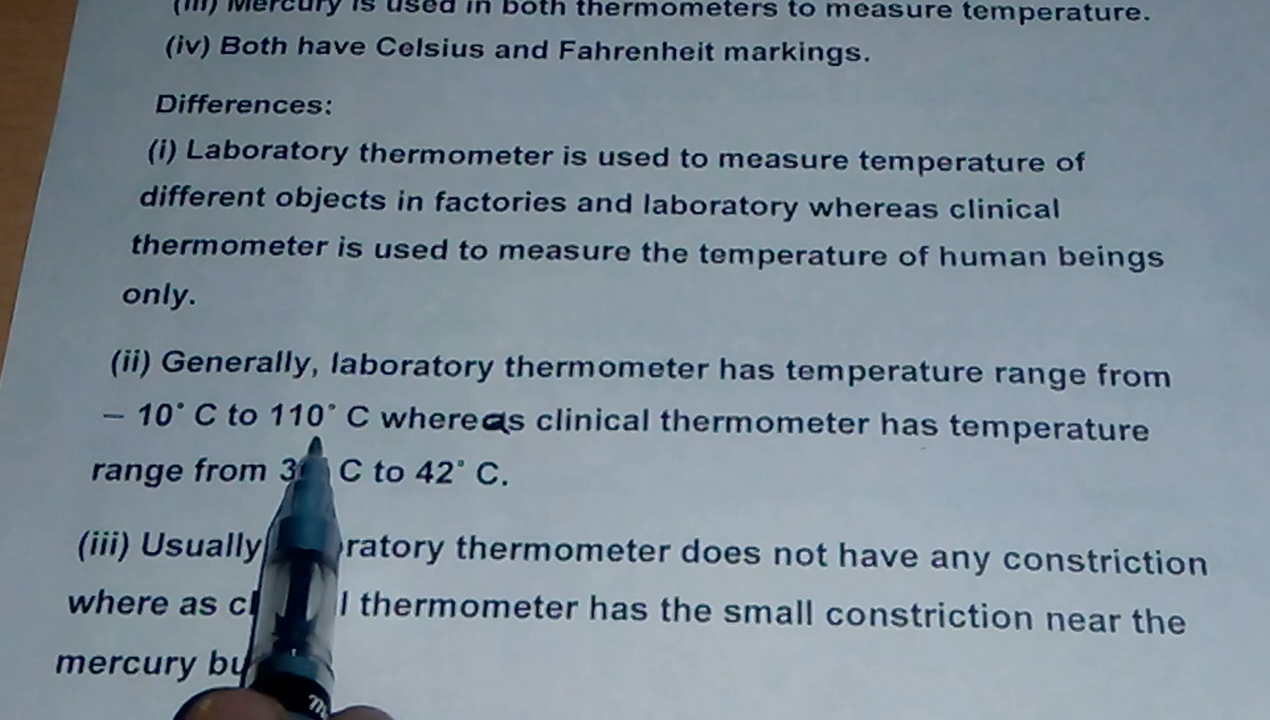 (iii) Mercury is used in both thermometers to measure temperature.
(iv) Both have Celsius and Fahrenheit markings.
Differences:
(i) Laboratory thermometer is used to measure temperature of
different objects in factories and laboratory whereas clinical
thermometer is used to measure the temperature of human beings
only.
(ii) Generally, laboratory thermometer has temperature range from
– 10° C to 110° C whereas clinical thermometer has temperature
range from C to 42° C.
(iii) Usually thermometer does not have any constriction
where as thermometer has the small constriction near the
mercury